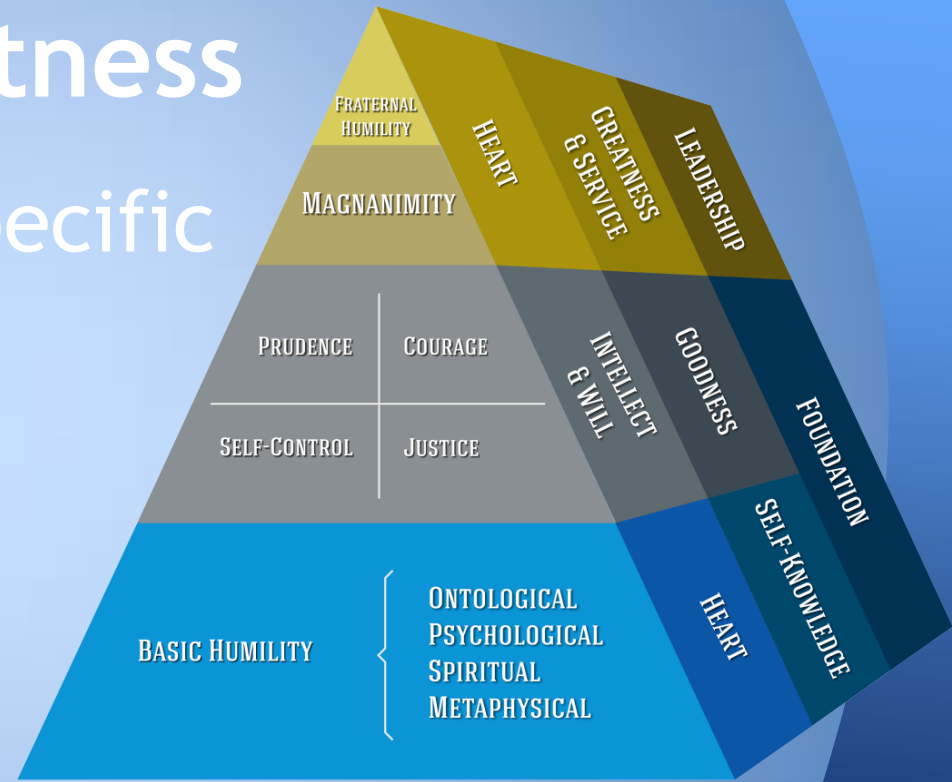 tness
ecific
FRATERNAL
HUMILITY
MAGNANIMITY
PRUDENCE
COURAGE
SELF-CONTROL
JUSTICE
BASIC HUMILITY
ONTOLOGICAL
PSYCHOLOGICAL
SPIRITUAL
METAPHYSICAL
HEART
GREATNESS
& SERVICE
LEADERSHIP
INTELLECT
& WILL
GOODNESS
FOUNDATION
HEART
SELF-KNOWLEDGE